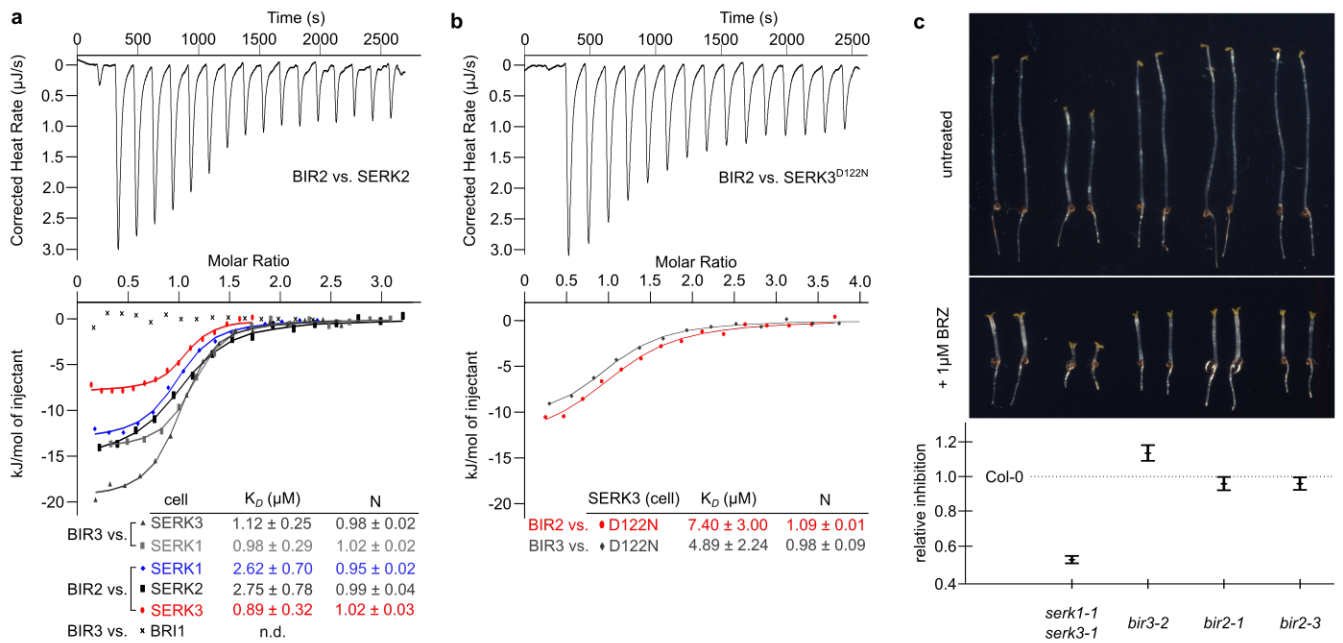 a
Time (s)
0 500 1000 1500 2000 2500
Corrected Heat Rate (µJ/s)
0
0.5
1.0
1.5
2.0
2.5
3.0
BIR2 vs. SERK2
Molar Ratio
0 0.5 1.0 1.5 2.0 2.5 3.0
kJ/mol of injectant
0
-5
-10
-15
-20
cell K_D (µM) N
BIR3 vs. SERK3 1.12 ± 0.25 0.98 ± 0.02
SERK1 0.98 ± 0.29 1.02 ± 0.02
BIR2 vs. SERK1 2.62 ± 0.70 0.95 ± 0.02
SERK2 2.75 ± 0.78 0.99 ± 0.04
SERK3 0.89 ± 0.32 1.02 ± 0.03
BIR3 vs. BRI1 n.d.
b
Time (s)
0 500 1000 1500 2000 2500
Corrected Heat Rate (µJ/s)
0
0.5
1.0
1.5
2.0
2.5
3.0
BIR2 vs. SERK3^D122N
Molar Ratio
0 0.5 1.0 1.5 2.0 2.5 3.0 3.5 4.0
kJ/mol of injectant
0
-5
-10
-15
-20
SERK3 (cell) K_D (µM) N
BIR2 vs. D122N 7.40 ± 3.00 1.09 ± 0.01
BIR3 vs. D122N 4.89 ± 2.24 0.98 ± 0.09
c
untreated
+ 1µM BRZ
relative inhibition
1.2
1.0
0.8
0.6
0.4
Col-0
serk1-1
serk3-1
bir3-2
bir2-1
bir2-3